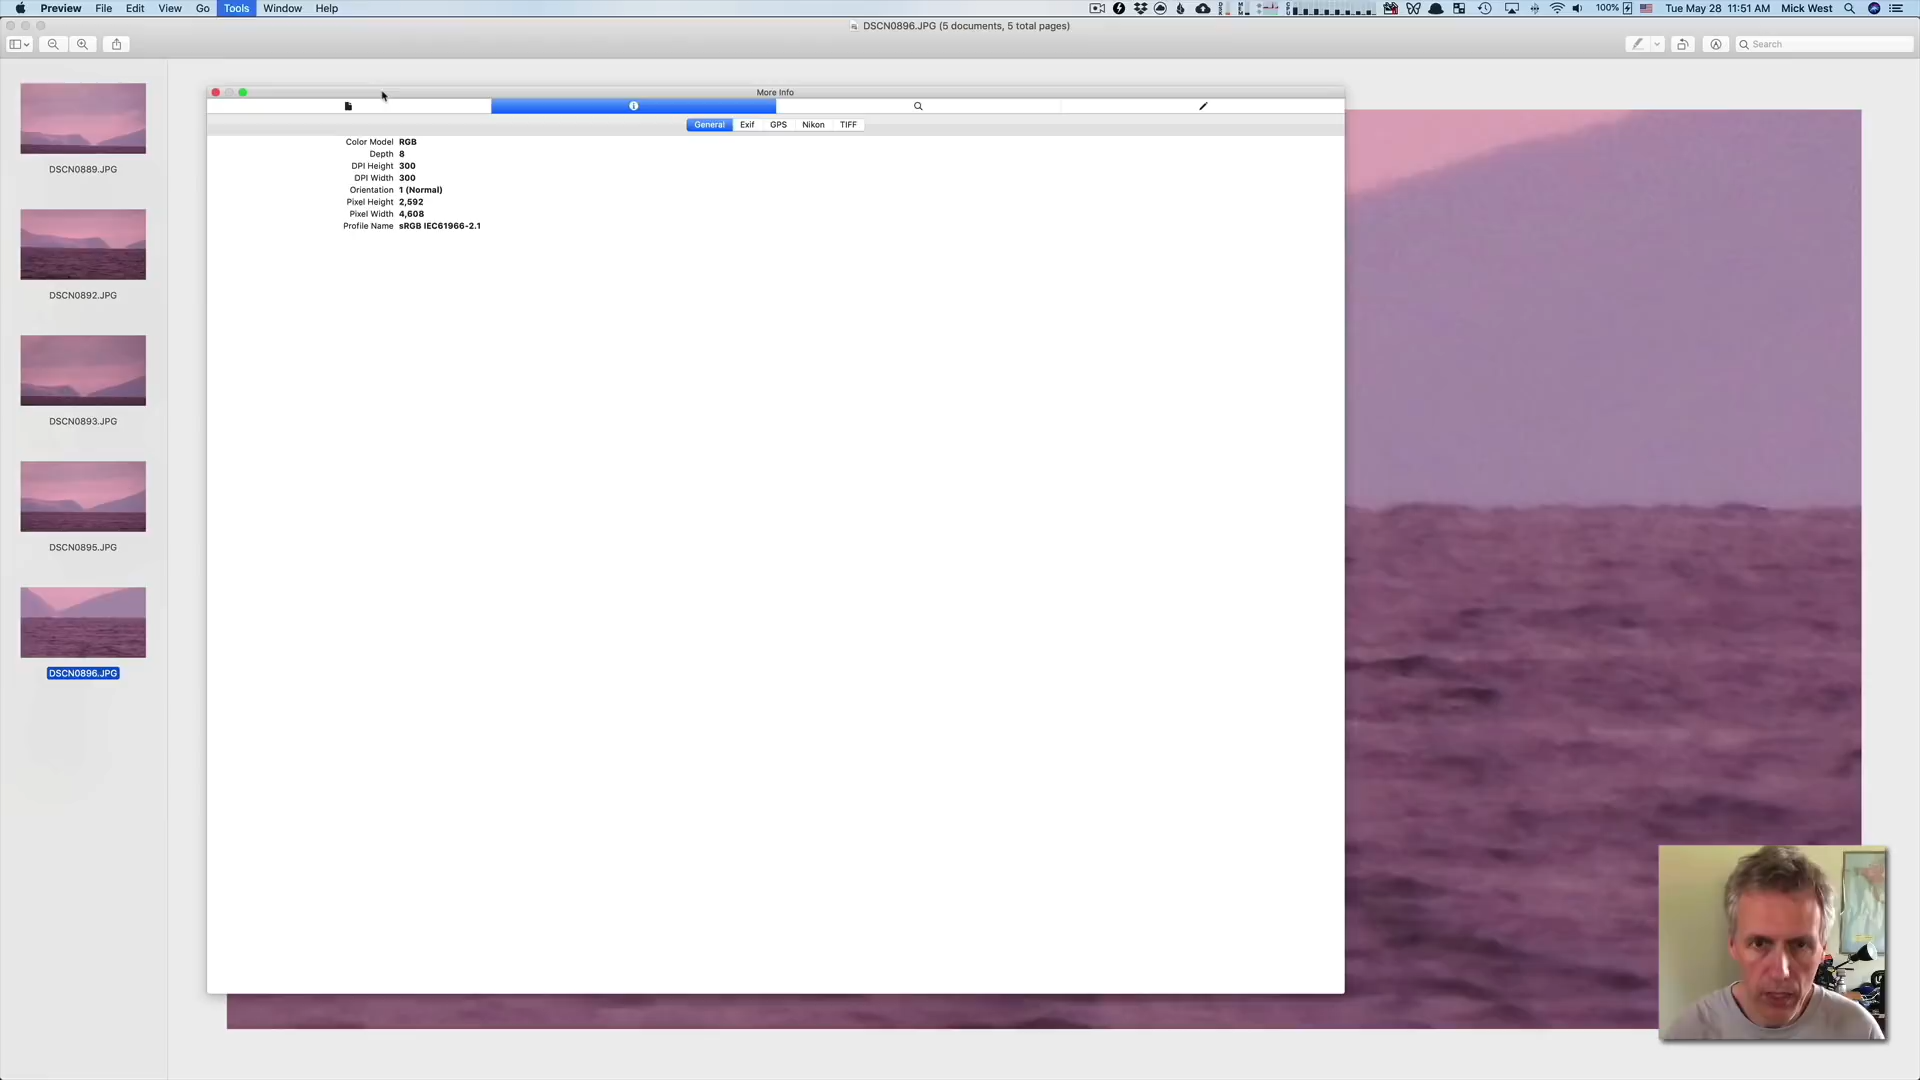 Preview File Edit View Go Tools Window Help
100% Tue May 28 11:51 AM Mick West
DSCN0896.JPG (5 documents, 5 total pages)
Search
More Info
General Exif GPS Nikon TIFF
Color Model RGB
Depth 8
DPI Height 300
DPI Width 300
Orientation 1 (Normal)
Pixel Height 2,592
Pixel Width 4,608
Profile Name sRGB IEC61966-2.1
DSCN0889.JPG
DSCN0892.JPG
DSCN0893.JPG
DSCN0895.JPG
DSCN0896.JPG